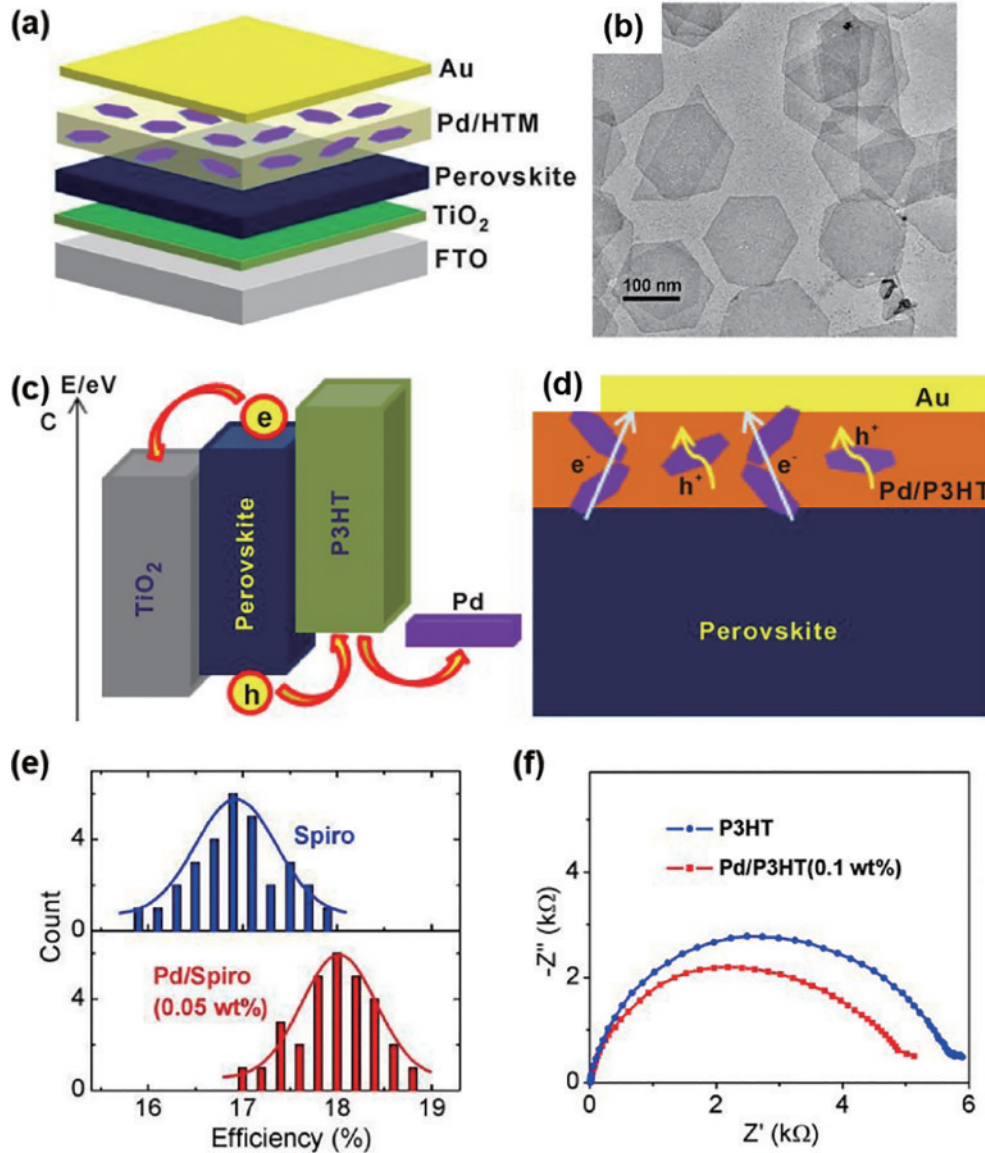 (a)
Au
Pd/HTM
Perovskite
TiO₂
FTO
(b)
100 nm
(c)
E/eV
C
e
TiO₂
Perovskite
P3HT
Pd
h
(d)
Au
e⁻
h⁺
e⁻
h⁺
Pd/P3HT
Perovskite
(e)
Count
4
0
Spiro
4
0
Pd/Spiro
(0.05 wt%)
16 17 18 19
Efficiency (%)
(f)
-Z'' (kΩ)
4
2
0
P3HT
Pd/P3HT(0.1 wt%)
0 2 4 6
Z' (kΩ)